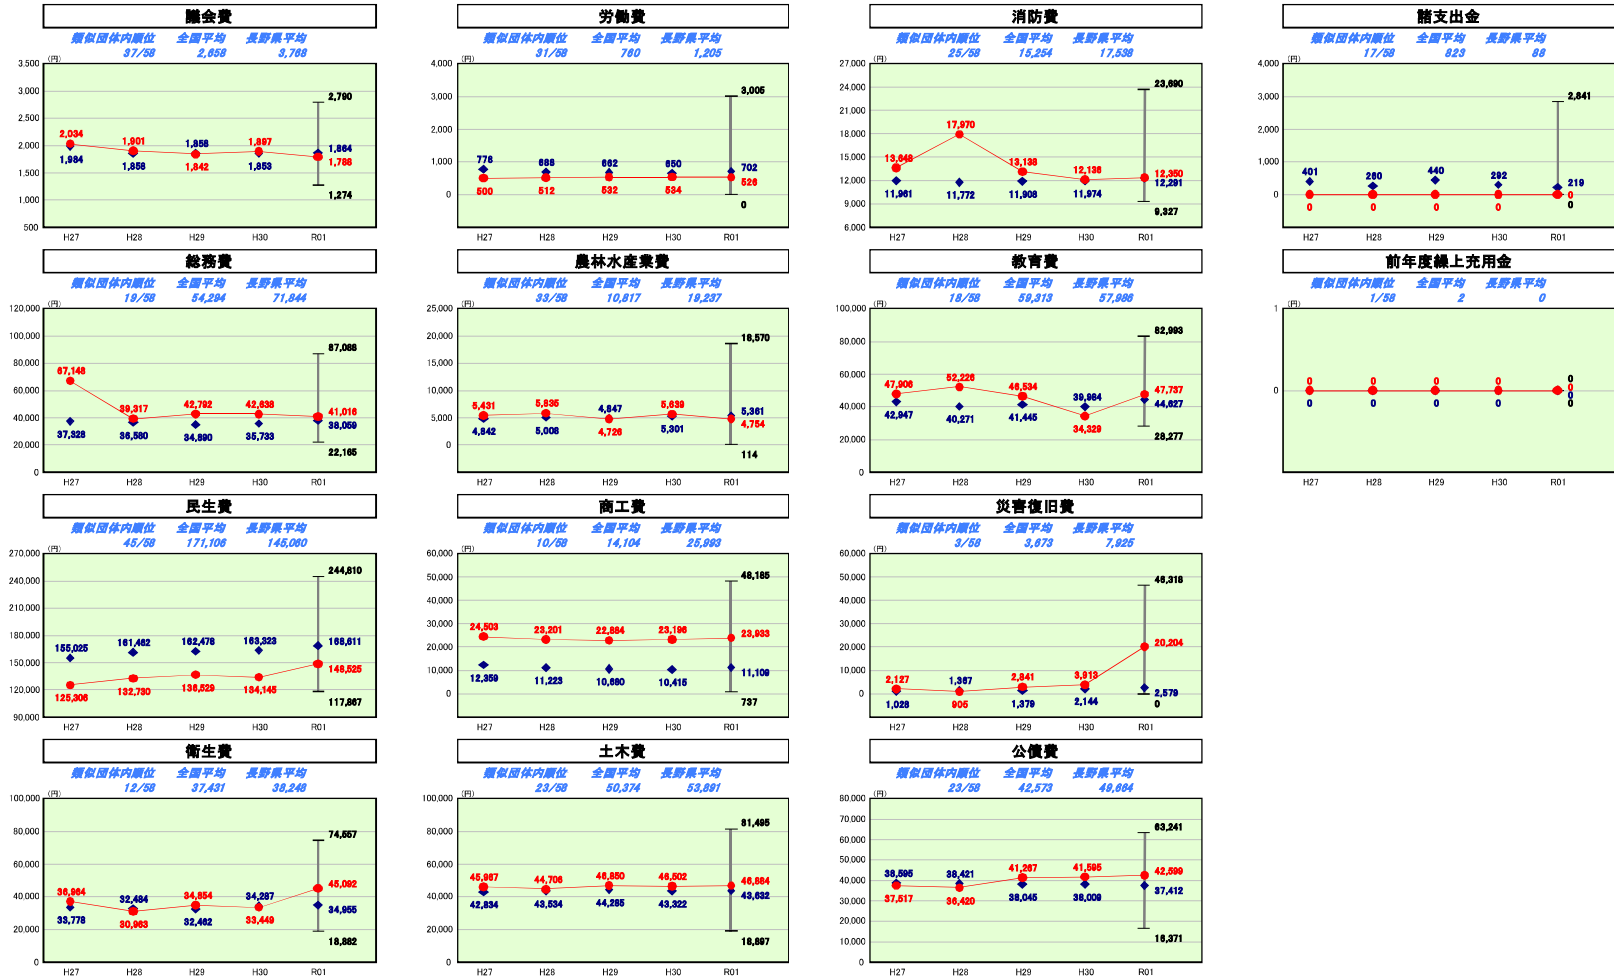 議会費
類似団体内順位 全国平均 長野県平均
37/58 2,658 3,768
(円)
3,500
3,000
2,500
2,000
1,500
1,000
500
2,034 1,901 1,858 1,897 1,864
1,984 1,858 1,842 1,853 1,788
2,790
1,274
H27 H28 H29 H30 R01
労働費
類似団体内順位 全国平均 長野県平均
31/58 760 1,205
(円)
4,000
3,000
2,000
1,000
0
778 688 662 650 702
500 512 532 534 526
3,005
0
H27 H28 H29 H30 R01
消防費
類似団体内順位 全国平均 長野県平均
25/58 15,254 17,538
(円)
27,000
24,000
21,000
18,000
15,000
12,000
9,000
6,000
13,648 17,970 13,138 12,136 12,350
11,961 11,772 11,908 11,974 12,291
23,690
9,327
H27 H28 H29 H30 R01
諸支出金
類似団体内順位 全国平均 長野県平均
17/58 823 88
(円)
4,000
3,000
2,000
1,000
0
401 260 440 292 219
0 0 0 0 0
2,841
0
H27 H28 H29 H30 R01
総務費
類似団体内順位 全国平均 長野県平均
19/58 54,294 71,844
(円)
120,000
100,000
80,000
60,000
40,000
20,000
0
67,148 39,317 42,792 42,638 41,016
37,328 36,580 34,890 35,733 38,059
87,088
22,165
H27 H28 H29 H30 R01
農林水産業費
類似団体内順位 全国平均 長野県平均
33/58 10,817 19,237
(円)
25,000
20,000
15,000
10,000
5,000
0
5,431 5,835 4,847 5,639 5,361
4,842 5,008 4,726 5,301 4,754
18,570
114
H27 H28 H29 H30 R01
教育費
類似団体内順位 全国平均 長野県平均
18/58 59,313 57,986
(円)
100,000
80,000
60,000
40,000
20,000
0
47,906 52,226 46,534 39,984 47,737
42,947 40,271 41,445 34,329 44,627
82,993
28,277
H27 H28 H29 H30 R01
前年度繰上充用金
類似団体内順位 全国平均 長野県平均
1/58 2 0
(円)
1
0
0 0 0 0 0
0 0 0 0 0
0
0
H27 H28 H29 H30 R01
民生費
類似団体内順位 全国平均 長野県平均
45/58 171,106 145,060
(円)
270,000
240,000
210,000
180,000
150,000
120,000
90,000
155,025 161,462 162,478 163,323 168,611
125,306 132,730 136,529 134,145 148,525
244,610
117,867
H27 H28 H29 H30 R01
商工費
類似団体内順位 全国平均 長野県平均
10/58 14,104 25,993
(円)
60,000
50,000
40,000
30,000
20,000
10,000
0
24,503 23,201 22,884 23,196 23,933
12,359 11,223 10,680 10,415 11,109
48,185
737
H27 H28 H29 H30 R01
災害復旧費
類似団体内順位 全国平均 長野県平均
3/58 3,673 7,925
(円)
60,000
50,000
40,000
30,000
20,000
10,000
0
2,127 1,367 2,841 3,913 20,204
1,028 905 1,379 2,144 2,579
46,318
0
H27 H28 H29 H30 R01
衛生費
類似団体内順位 全国平均 長野県平均
12/58 37,431 38,248
(円)
100,000
80,000
60,000
40,000
20,000
0
36,964 32,484 34,854 34,287 45,092
33,778 30,963 32,462 33,449 34,955
74,557
18,882
H27 H28 H29 H30 R01
土木費
類似団体内順位 全国平均 長野県平均
23/58 50,374 53,891
(円)
100,000
80,000
60,000
40,000
20,000
0
45,967 44,706 46,850 46,502 46,884
42,834 43,534 44,285 43,322 43,632
81,495
18,897
H27 H28 H29 H30 R01
公債費
類似団体内順位 全国平均 長野県平均
23/58 42,573 49,664
(円)
80,000
70,000
60,000
50,000
40,000
30,000
20,000
10,000
0
38,595 38,421 41,267 41,595 42,599
37,517 36,420 38,045 38,009 37,412
63,241
16,371
H27 H28 H29 H30 R01